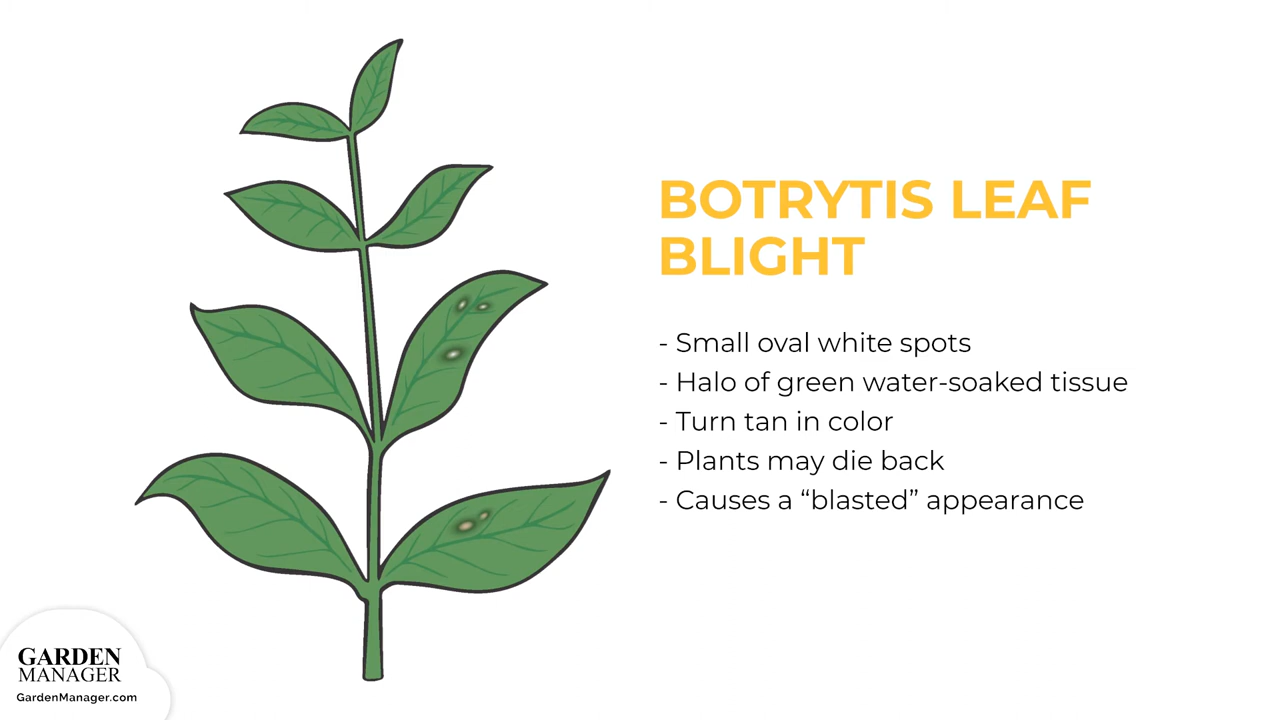 BOTRYTIS LEAF
BLIGHT
- Small oval white spots
- Halo of green water-soaked tissue
- Turn tan in color
- Plants may die back
- Causes a “blasted” appearance
GARDEN
MANAGER
GardenManager.com